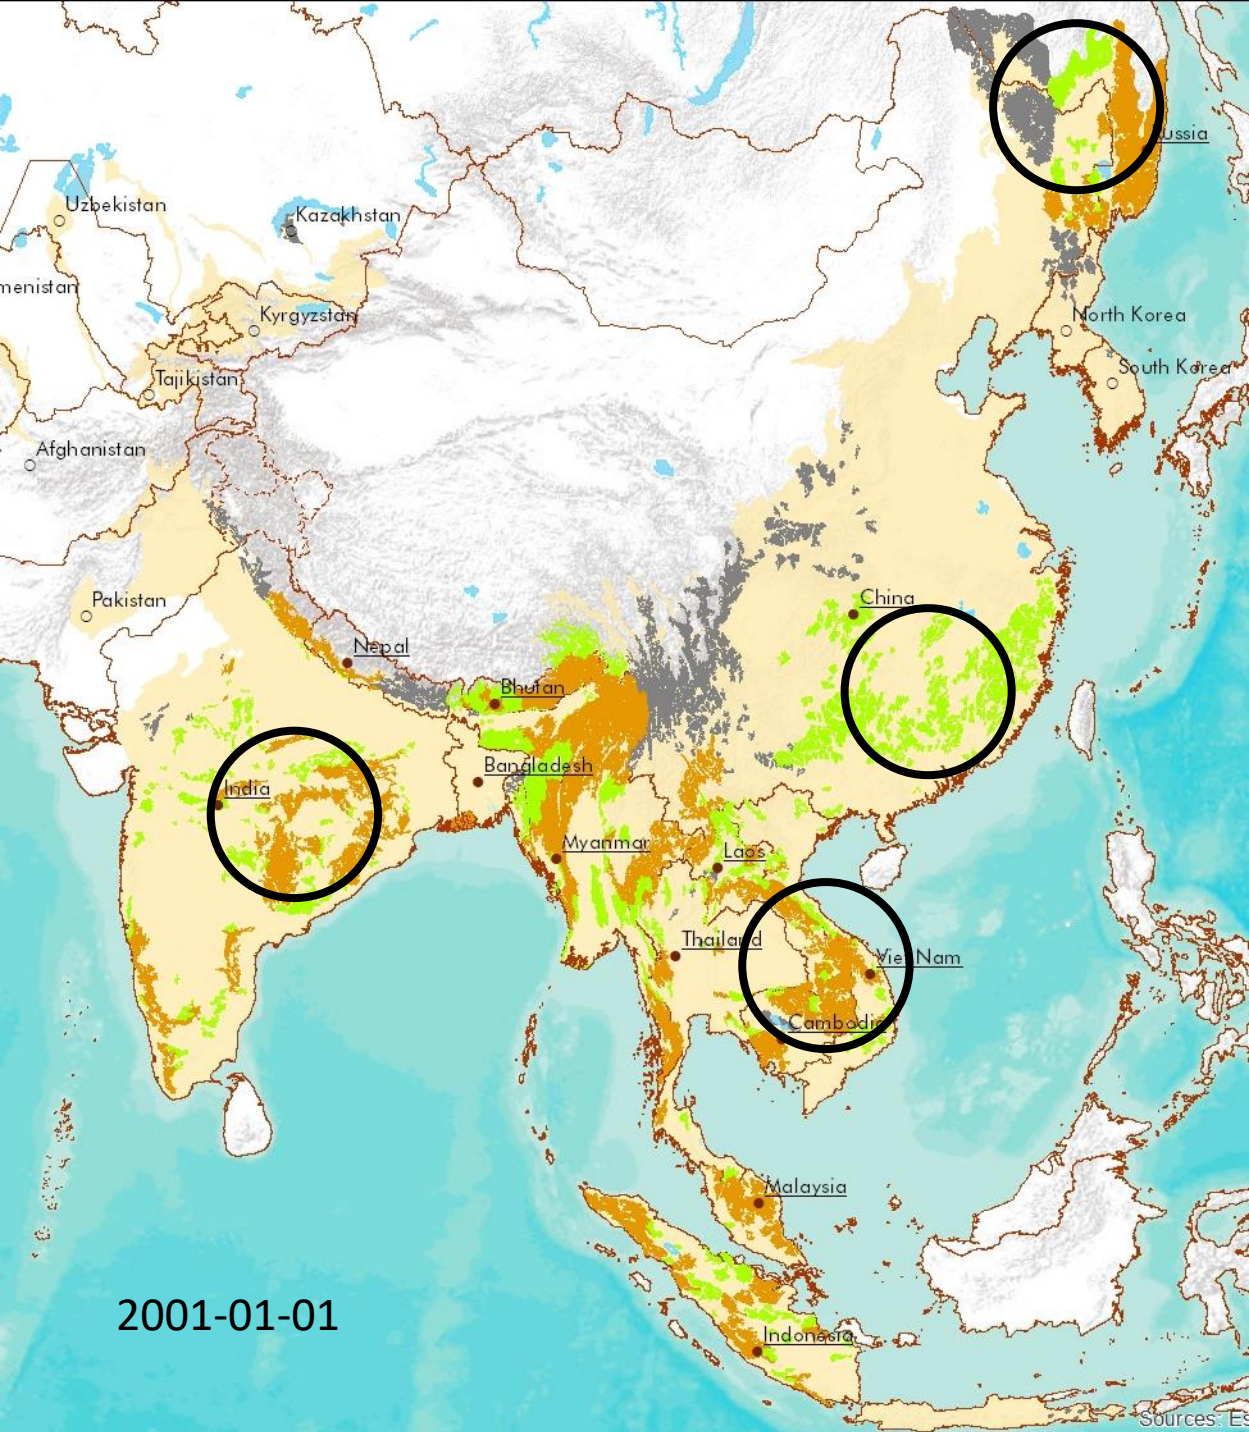 ussia
Uzbekistan
Kazakhstan
menistan
Kyrgyzstan
North Korea
South Korea
Tajikistan
Afghanistan
Pakistan
China
Nepal
Bhutan
Bangladesh
India
Myanmar
Laos
Thailand
Viet Nam
Cambodia
Malaysia
2001-01-01
Indonesia
Sources: Es